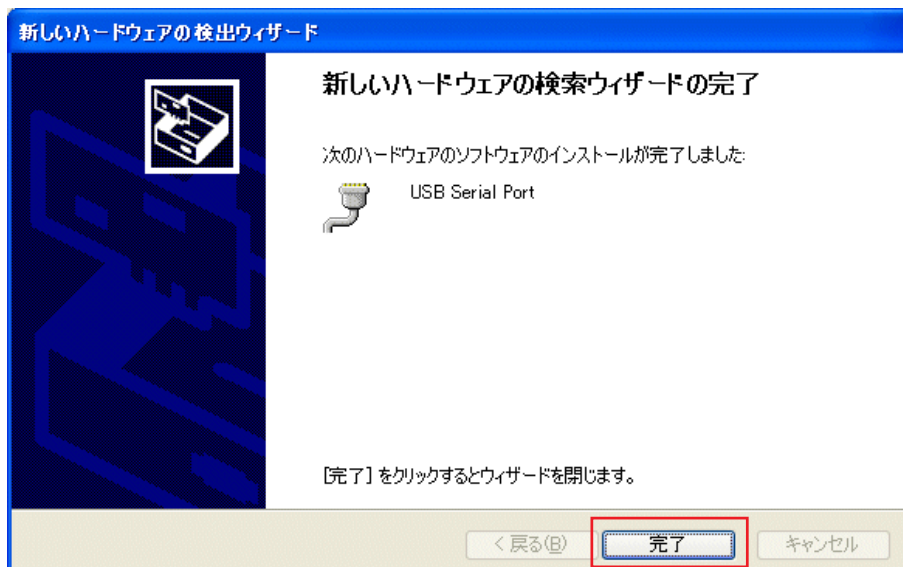 新しいハードウェアの検出ウィザード
新しいハードウェアの検索ウィザードの完了
次のハードウェアのソフトウェアのインストールが完了しました:
USB Serial Port
[完了] をクリックするとウィザードを閉じます。
< 戻る(B)
完了
キャンセル